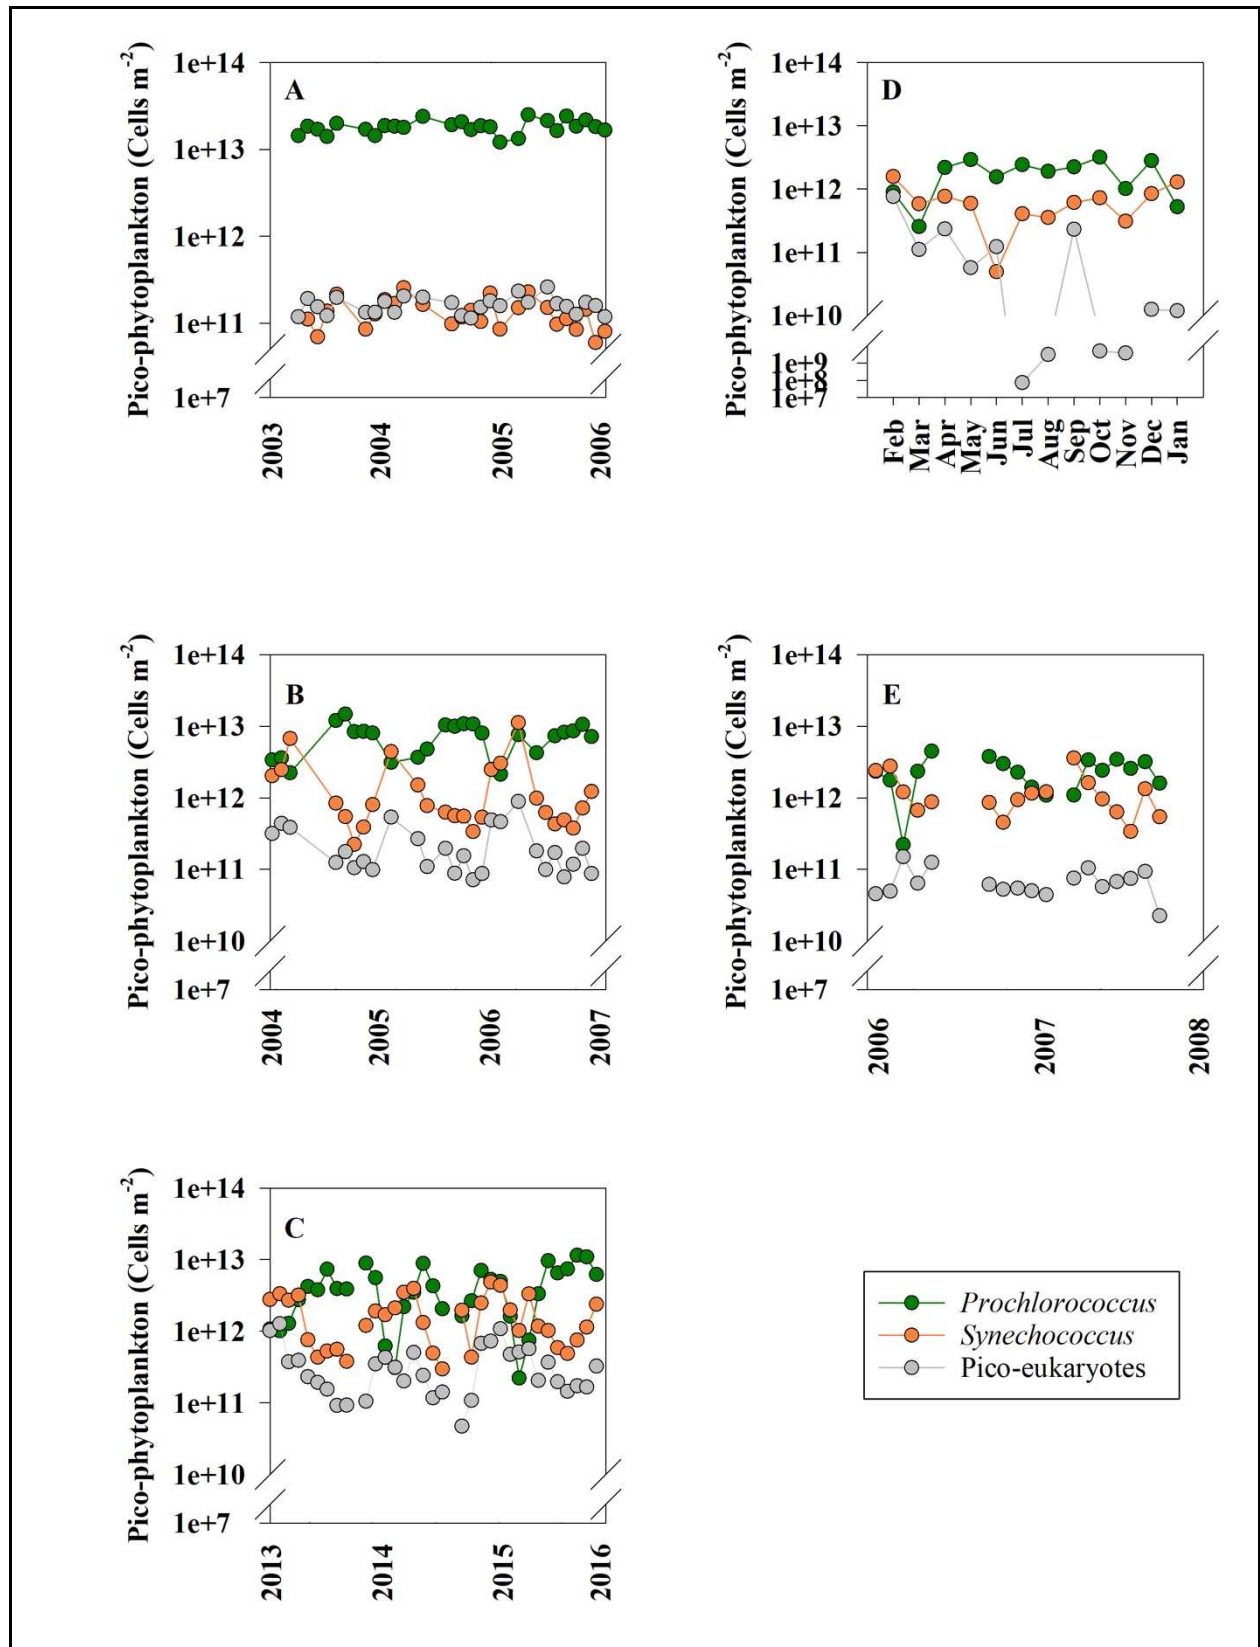 Pico-phytoplankton (Cells m-2)
A
1e+14
1e+13
1e+12
1e+11
1e+7
2003
2004
2005
2006
Pico-phytoplankton (Cells m-2)
D
1e+14
1e+13
1e+12
1e+11
1e+10
1e+9
1e+8
1e+7
Feb
Mar
Apr
May
Jun
Jul
Aug
Sep
Oct
Nov
Dec
Jan
Pico-phytoplankton (Cells m-2)
B
1e+14
1e+13
1e+12
1e+11
1e+10
1e+7
2004
2005
2006
2007
Pico-phytoplankton (Cells m-2)
E
1e+14
1e+13
1e+12
1e+11
1e+10
1e+7
2006
2007
2008
Pico-phytoplankton (Cells m-2)
C
1e+14
1e+13
1e+12
1e+11
1e+10
1e+7
2013
2014
2015
2016
Prochlorococcus
Synechococcus
Pico-eukaryotes